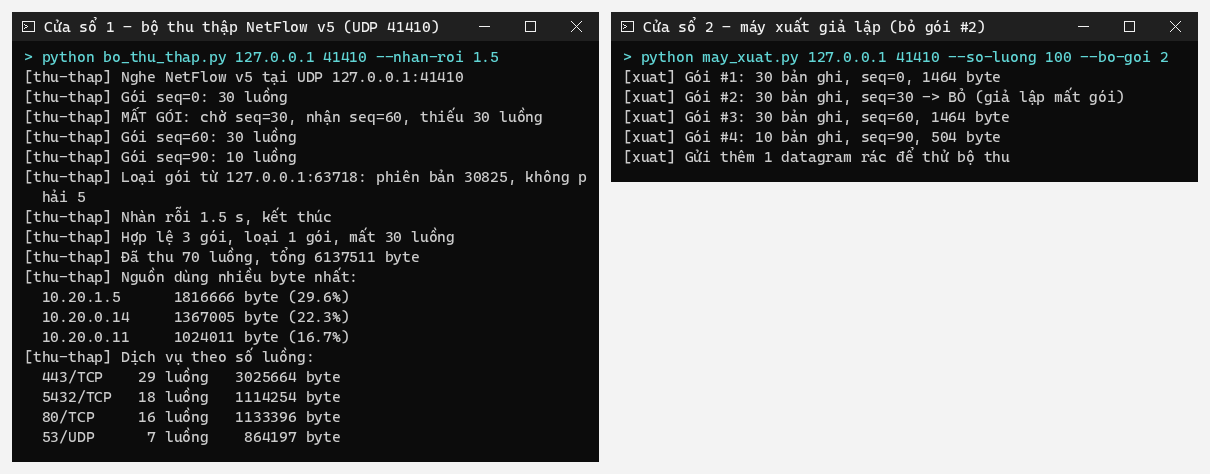 Cửa sổ 1 - bộ thu thập NetFlow v5 (UDP 41410)
> python bo_thu_thap.py 127.0.0.1 41410 --nhan-roi 1.5
[thu-thap] Nghe NetFlow v5 tại UDP 127.0.0.1:41410
[thu-thap] Gói seq=0: 30 luồng
[thu-thap] MẤT GÓI: chờ seq=30, nhận seq=60, thiếu 30 luồng
[thu-thap] Gói seq=60: 30 luồng
[thu-thap] Gói seq=90: 10 luồng
[thu-thap] Loại gói từ 127.0.0.1:63718: phiên bản 30825, không p
hải 5
[thu-thap] Nhàn rỗi 1.5 s, kết thúc
[thu-thap] Hợp lệ 3 gói, loại 1 gói, mất 30 luồng
[thu-thap] Đã thu 70 luồng, tổng 6137511 byte
[thu-thap] Nguồn dùng nhiều byte nhất:
10.20.1.5      1816666 byte (29.6%)
10.20.0.14     1367005 byte (22.3%)
10.20.0.11     1024011 byte (16.7%)
[thu-thap] Dịch vụ theo số luồng:
443/TCP    29 luồng   3025664 byte
5432/TCP   18 luồng   1114254 byte
80/TCP     16 luồng   1133396 byte
53/UDP      7 luồng    864197 byte
Cửa sổ 2 - máy xuất giả lập (bỏ gói #2)
> python may_xuat.py 127.0.0.1 41410 --so-luong 100 --bo-goi 2
[xuat] Gói #1: 30 bản ghi, seq=0, 1464 byte
[xuat] Gói #2: 30 bản ghi, seq=30 -> BỎ (giả lập mất gói)
[xuat] Gói #3: 30 bản ghi, seq=60, 1464 byte
[xuat] Gói #4: 10 bản ghi, seq=90, 504 byte
[xuat] Gửi thêm 1 datagram rác để thử bộ thu